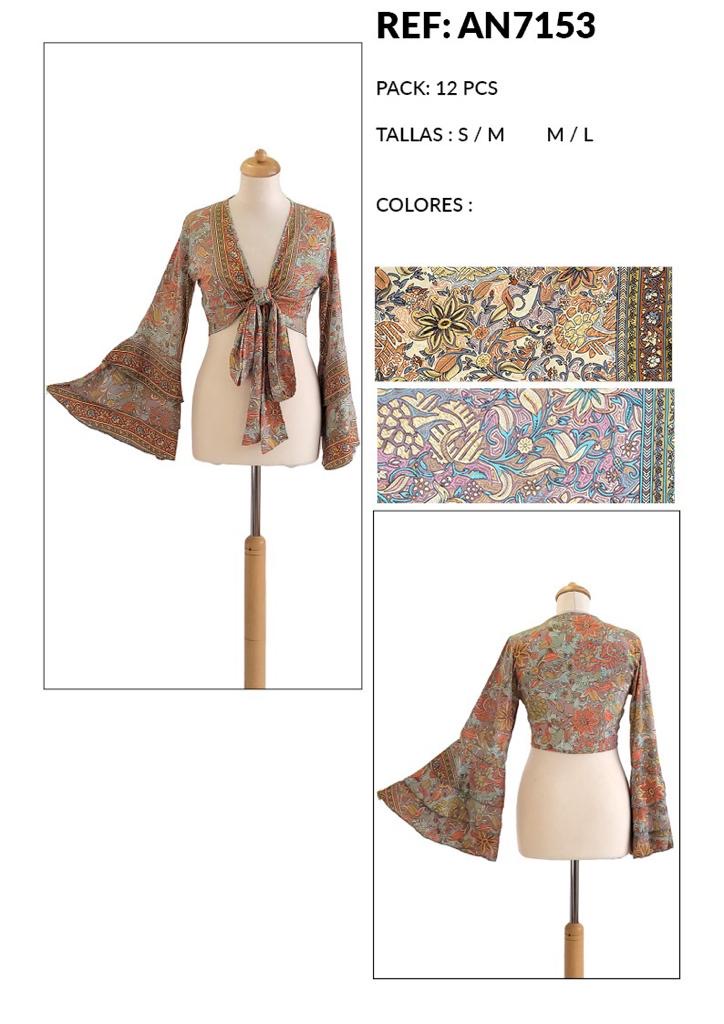 REF: AN7153
PACK: 12 PCS
TALLAS : S / M M / L
COLORES :